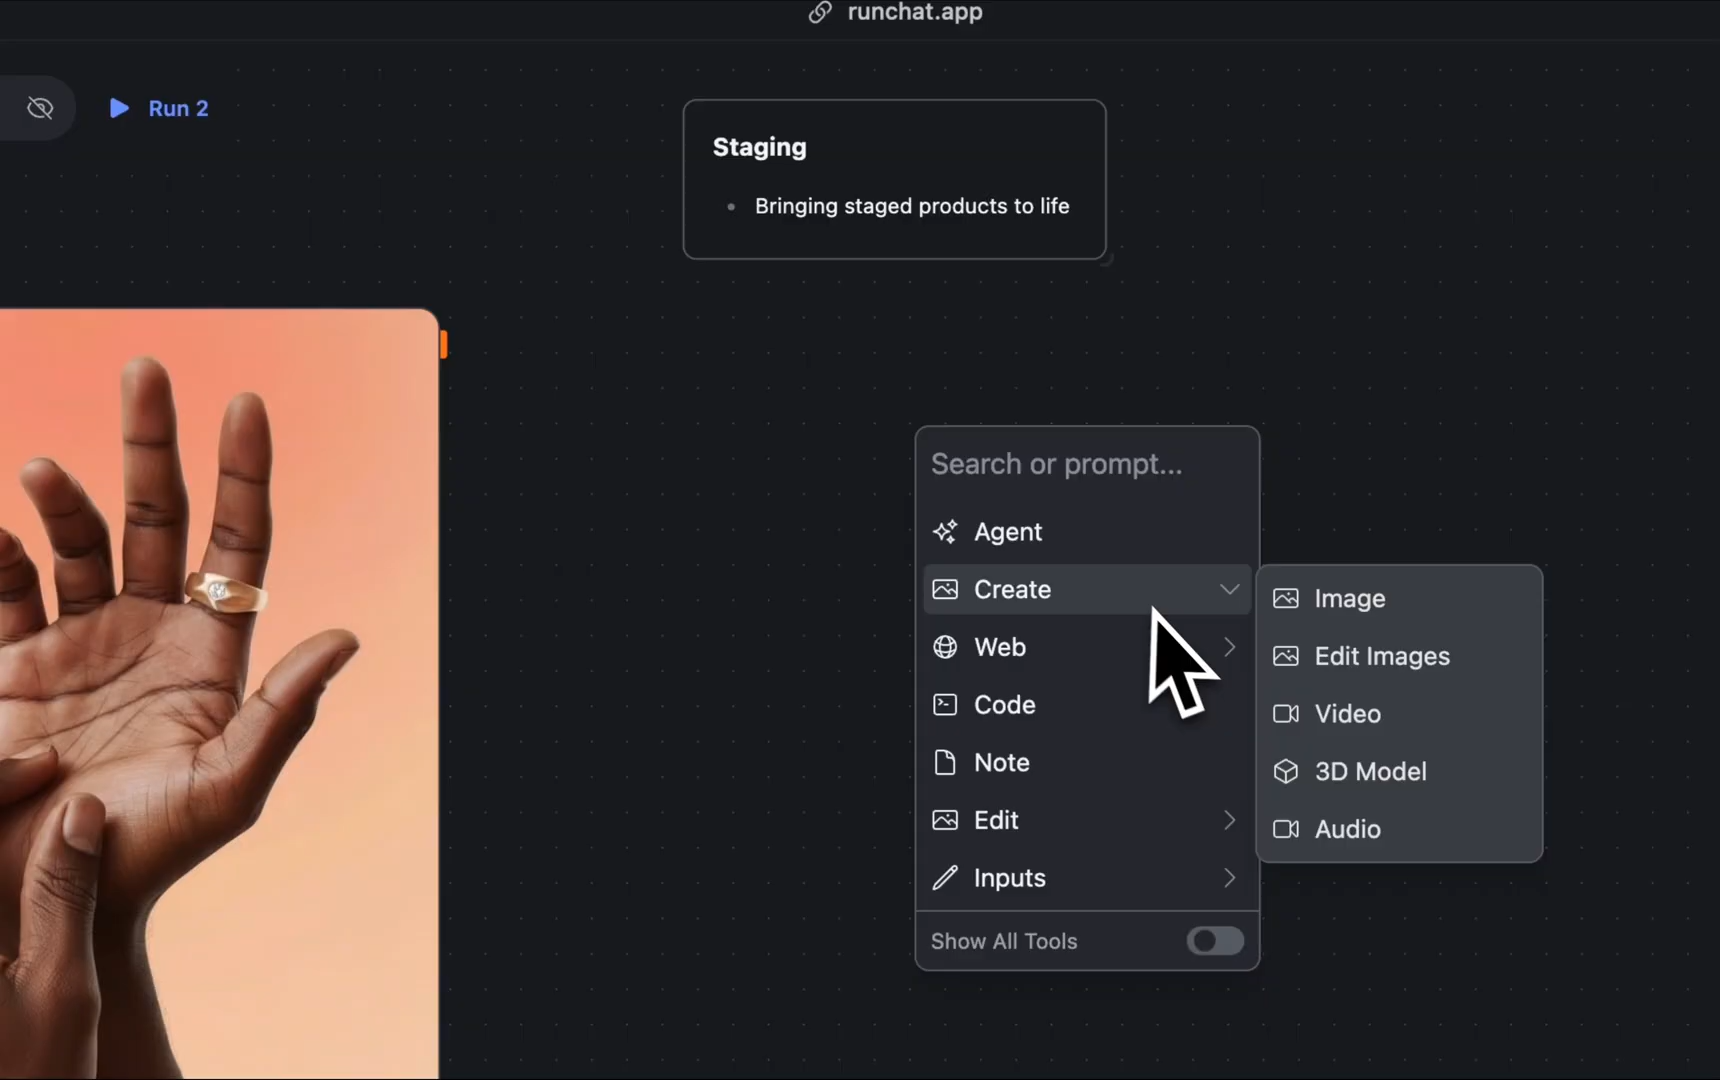 runchat.app
Run 2
Staging
Bringing staged products to life
Search or prompt...
Agent
Create
Web
Code
Note
Edit
Inputs
Show All Tools
Image
Edit Images
Video
3D Model
Audio